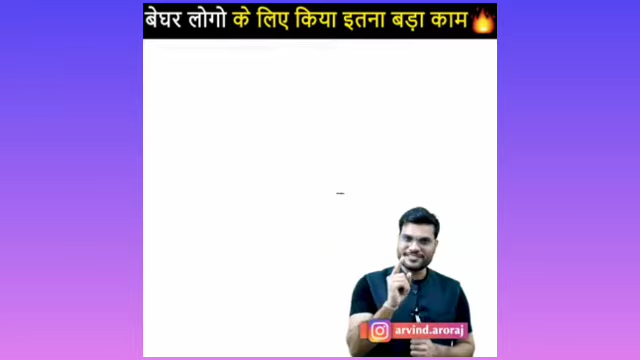 बेघर लोगो के लिए किया इतना बड़ा काम🔥
arvind.aroraj